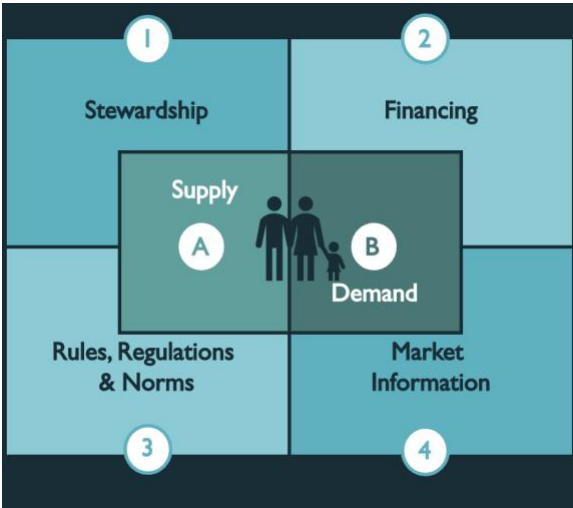 1
2
Stewardship
Financing
Supply
A
B
Demand
Rules, Regulations
& Norms
Market
Information
3
4